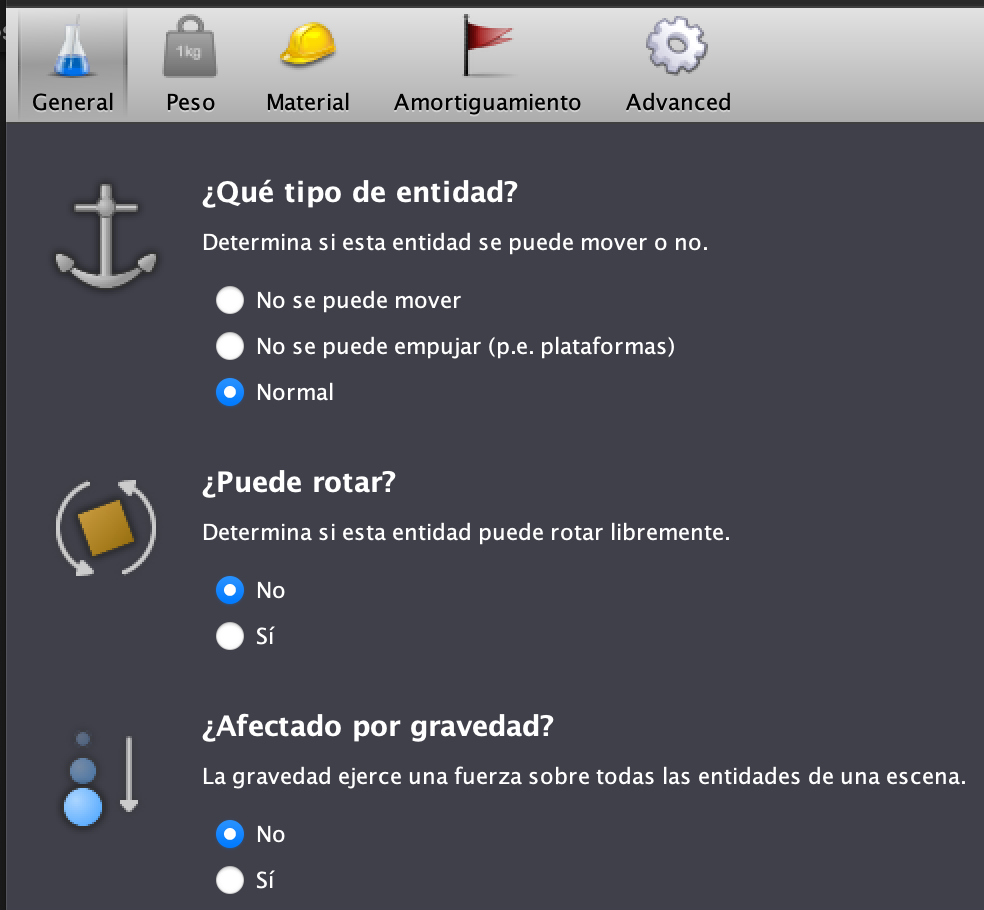 1kg
General Peso Material Amortiguamiento Advanced
¿Qué tipo de entidad?
Determina si esta entidad se puede mover o no.
No se puede mover
No se puede empujar (p.e. plataformas)
Normal
¿Puede rotar?
Determina si esta entidad puede rotar libremente.
No
Sí
¿Afectado por gravedad?
La gravedad ejerce una fuerza sobre todas las entidades de una escena.
No
Sí